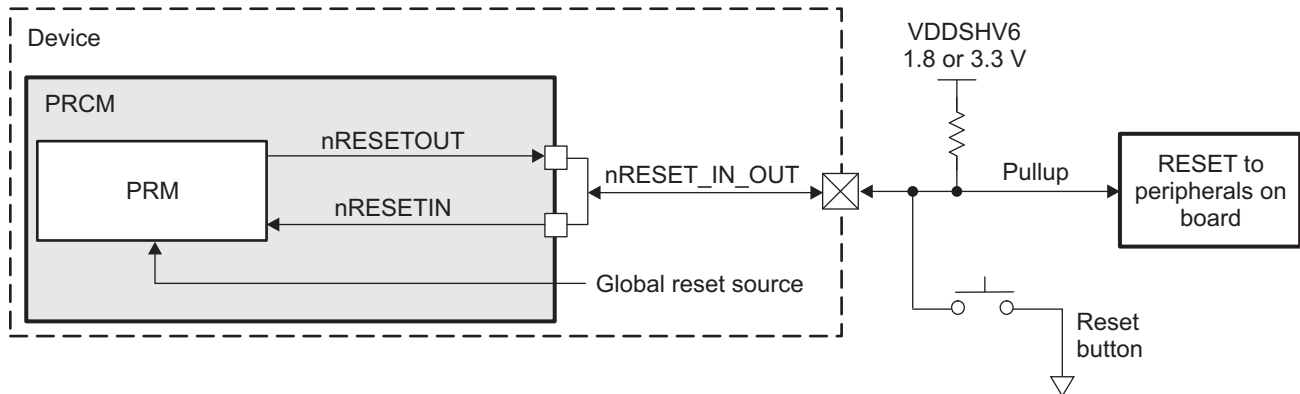 Device
VDDSHV6
1.8 or 3.3 V
PRCM
nRESETOUT
PRM
nRESETIN
nRESET_IN_OUT
Pullup
RESET to
peripherals on
board
Global reset source
Reset
button